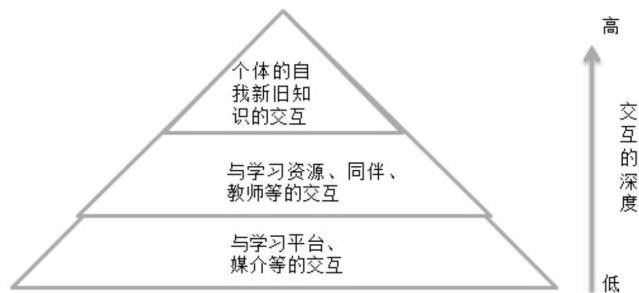 高
个体的自
我新旧知
识的交互
与学习资源、同伴、
教师等的交互
与学习平台、
媒介等的交互
交互的深度
低